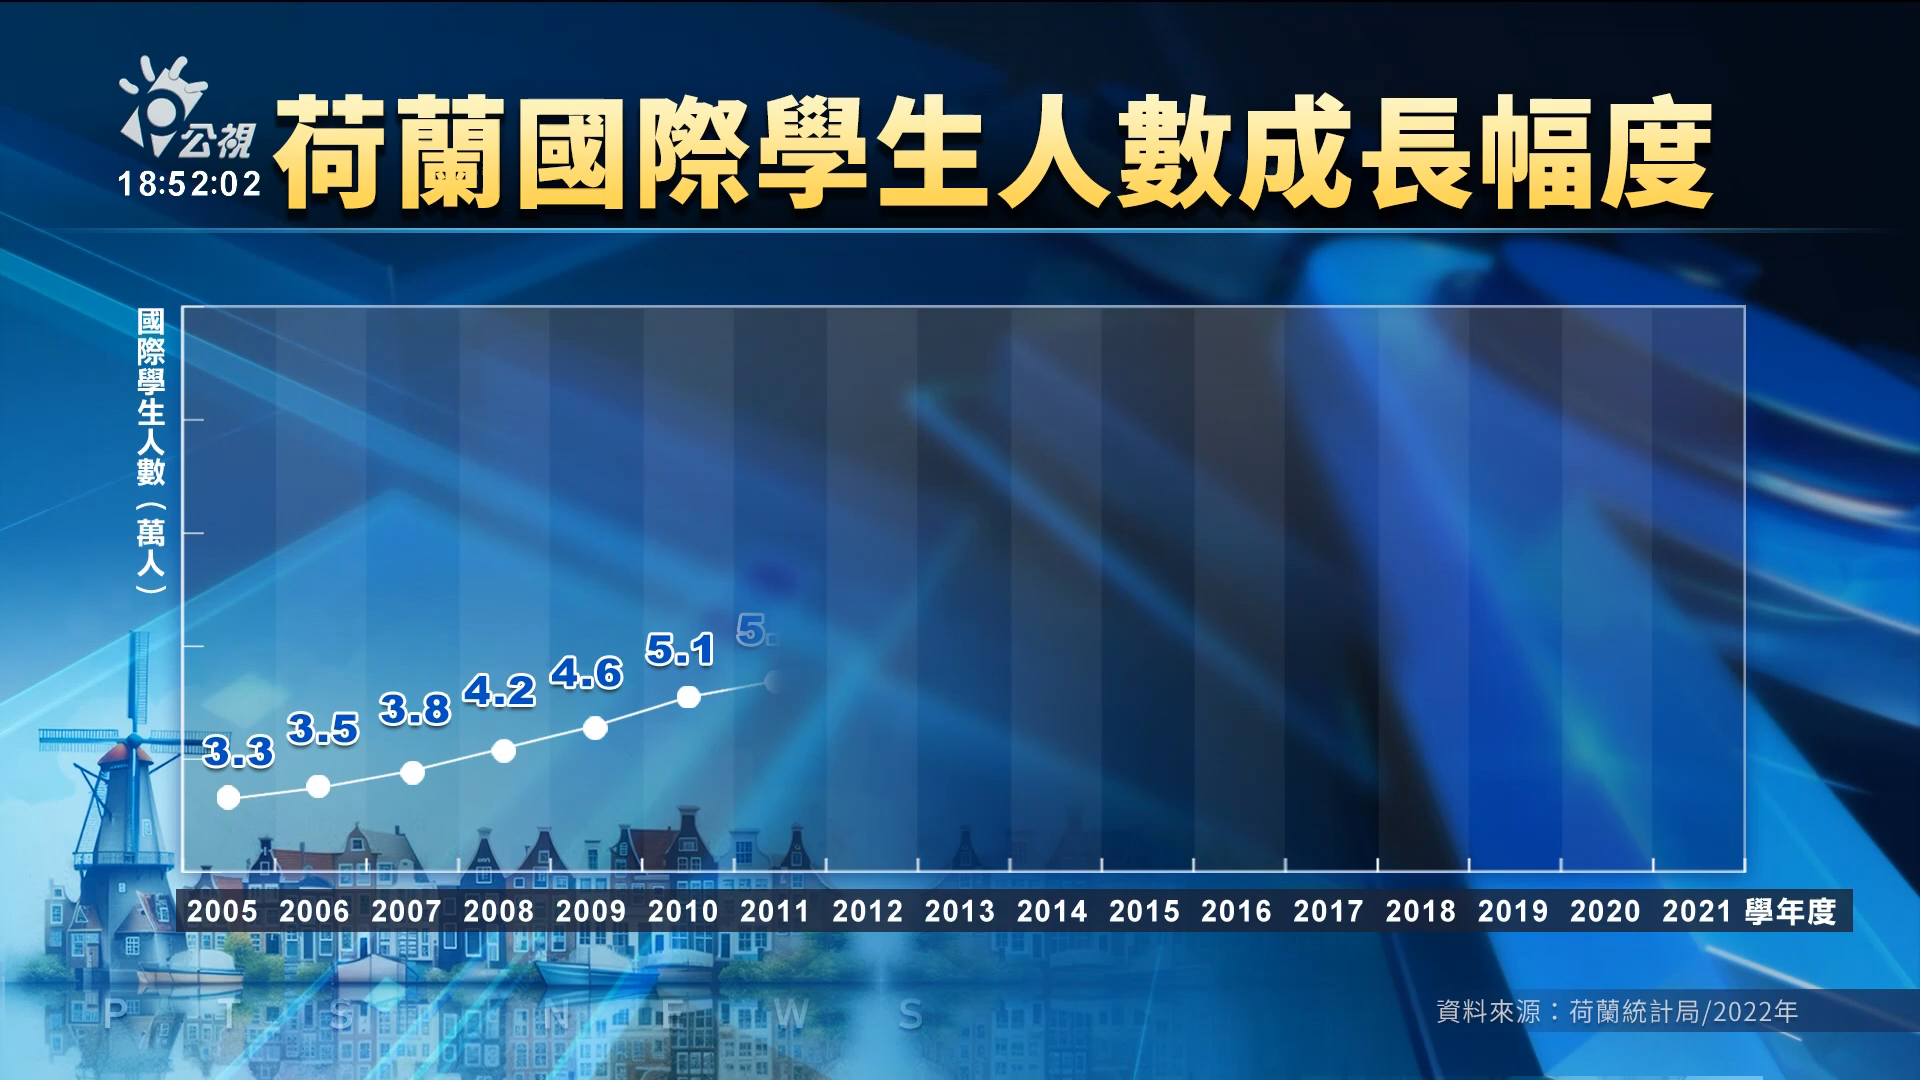 公視
18:52:02
荷蘭國際學生人數成長幅度
國際學生人數（萬人）
3.3
3.5
3.8
4.2
4.6
5.1
2005 2006 2007 2008 2009 2010 2011 2012 2013 2014 2015 2016 2017 2018 2019 2020 2021 學年度
PTS NEWS
資料來源：荷蘭統計局/2022年